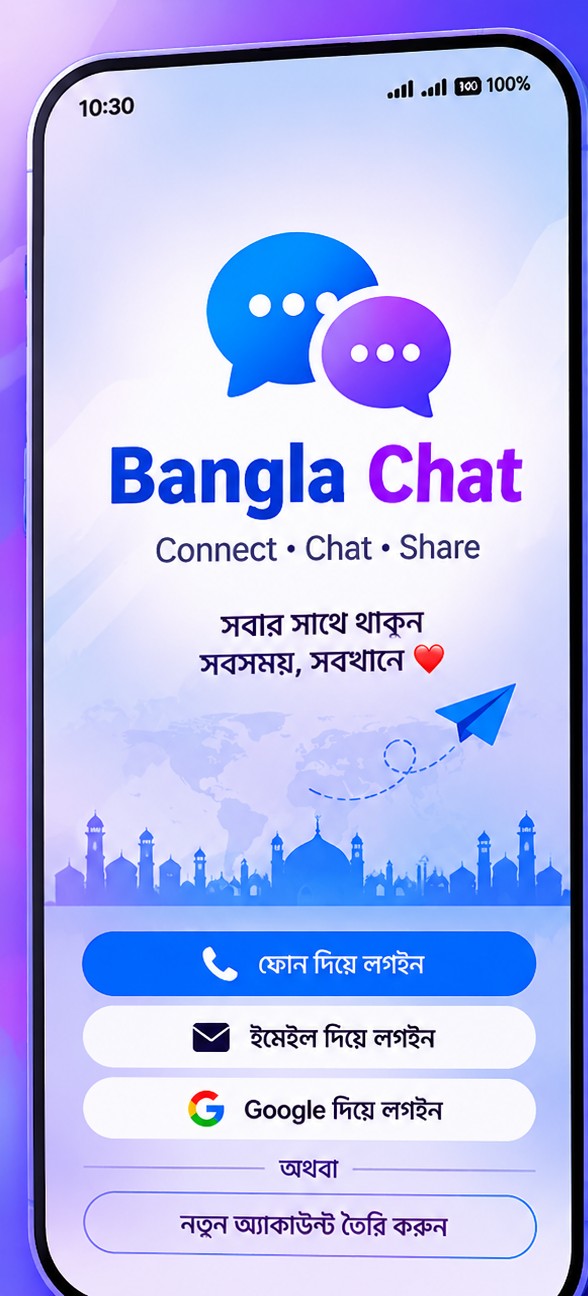 10:30
100 100%
Bangla Chat
Connect • Chat • Share
সবার সাথে থাকুন
সবসময়, সবখানে ❤️
ফোন দিয়ে লগইন
ইমেইল দিয়ে লগইন
Google দিয়ে লগইন
অথবা
নতুন অ্যাকাউন্ট তৈরি করুন